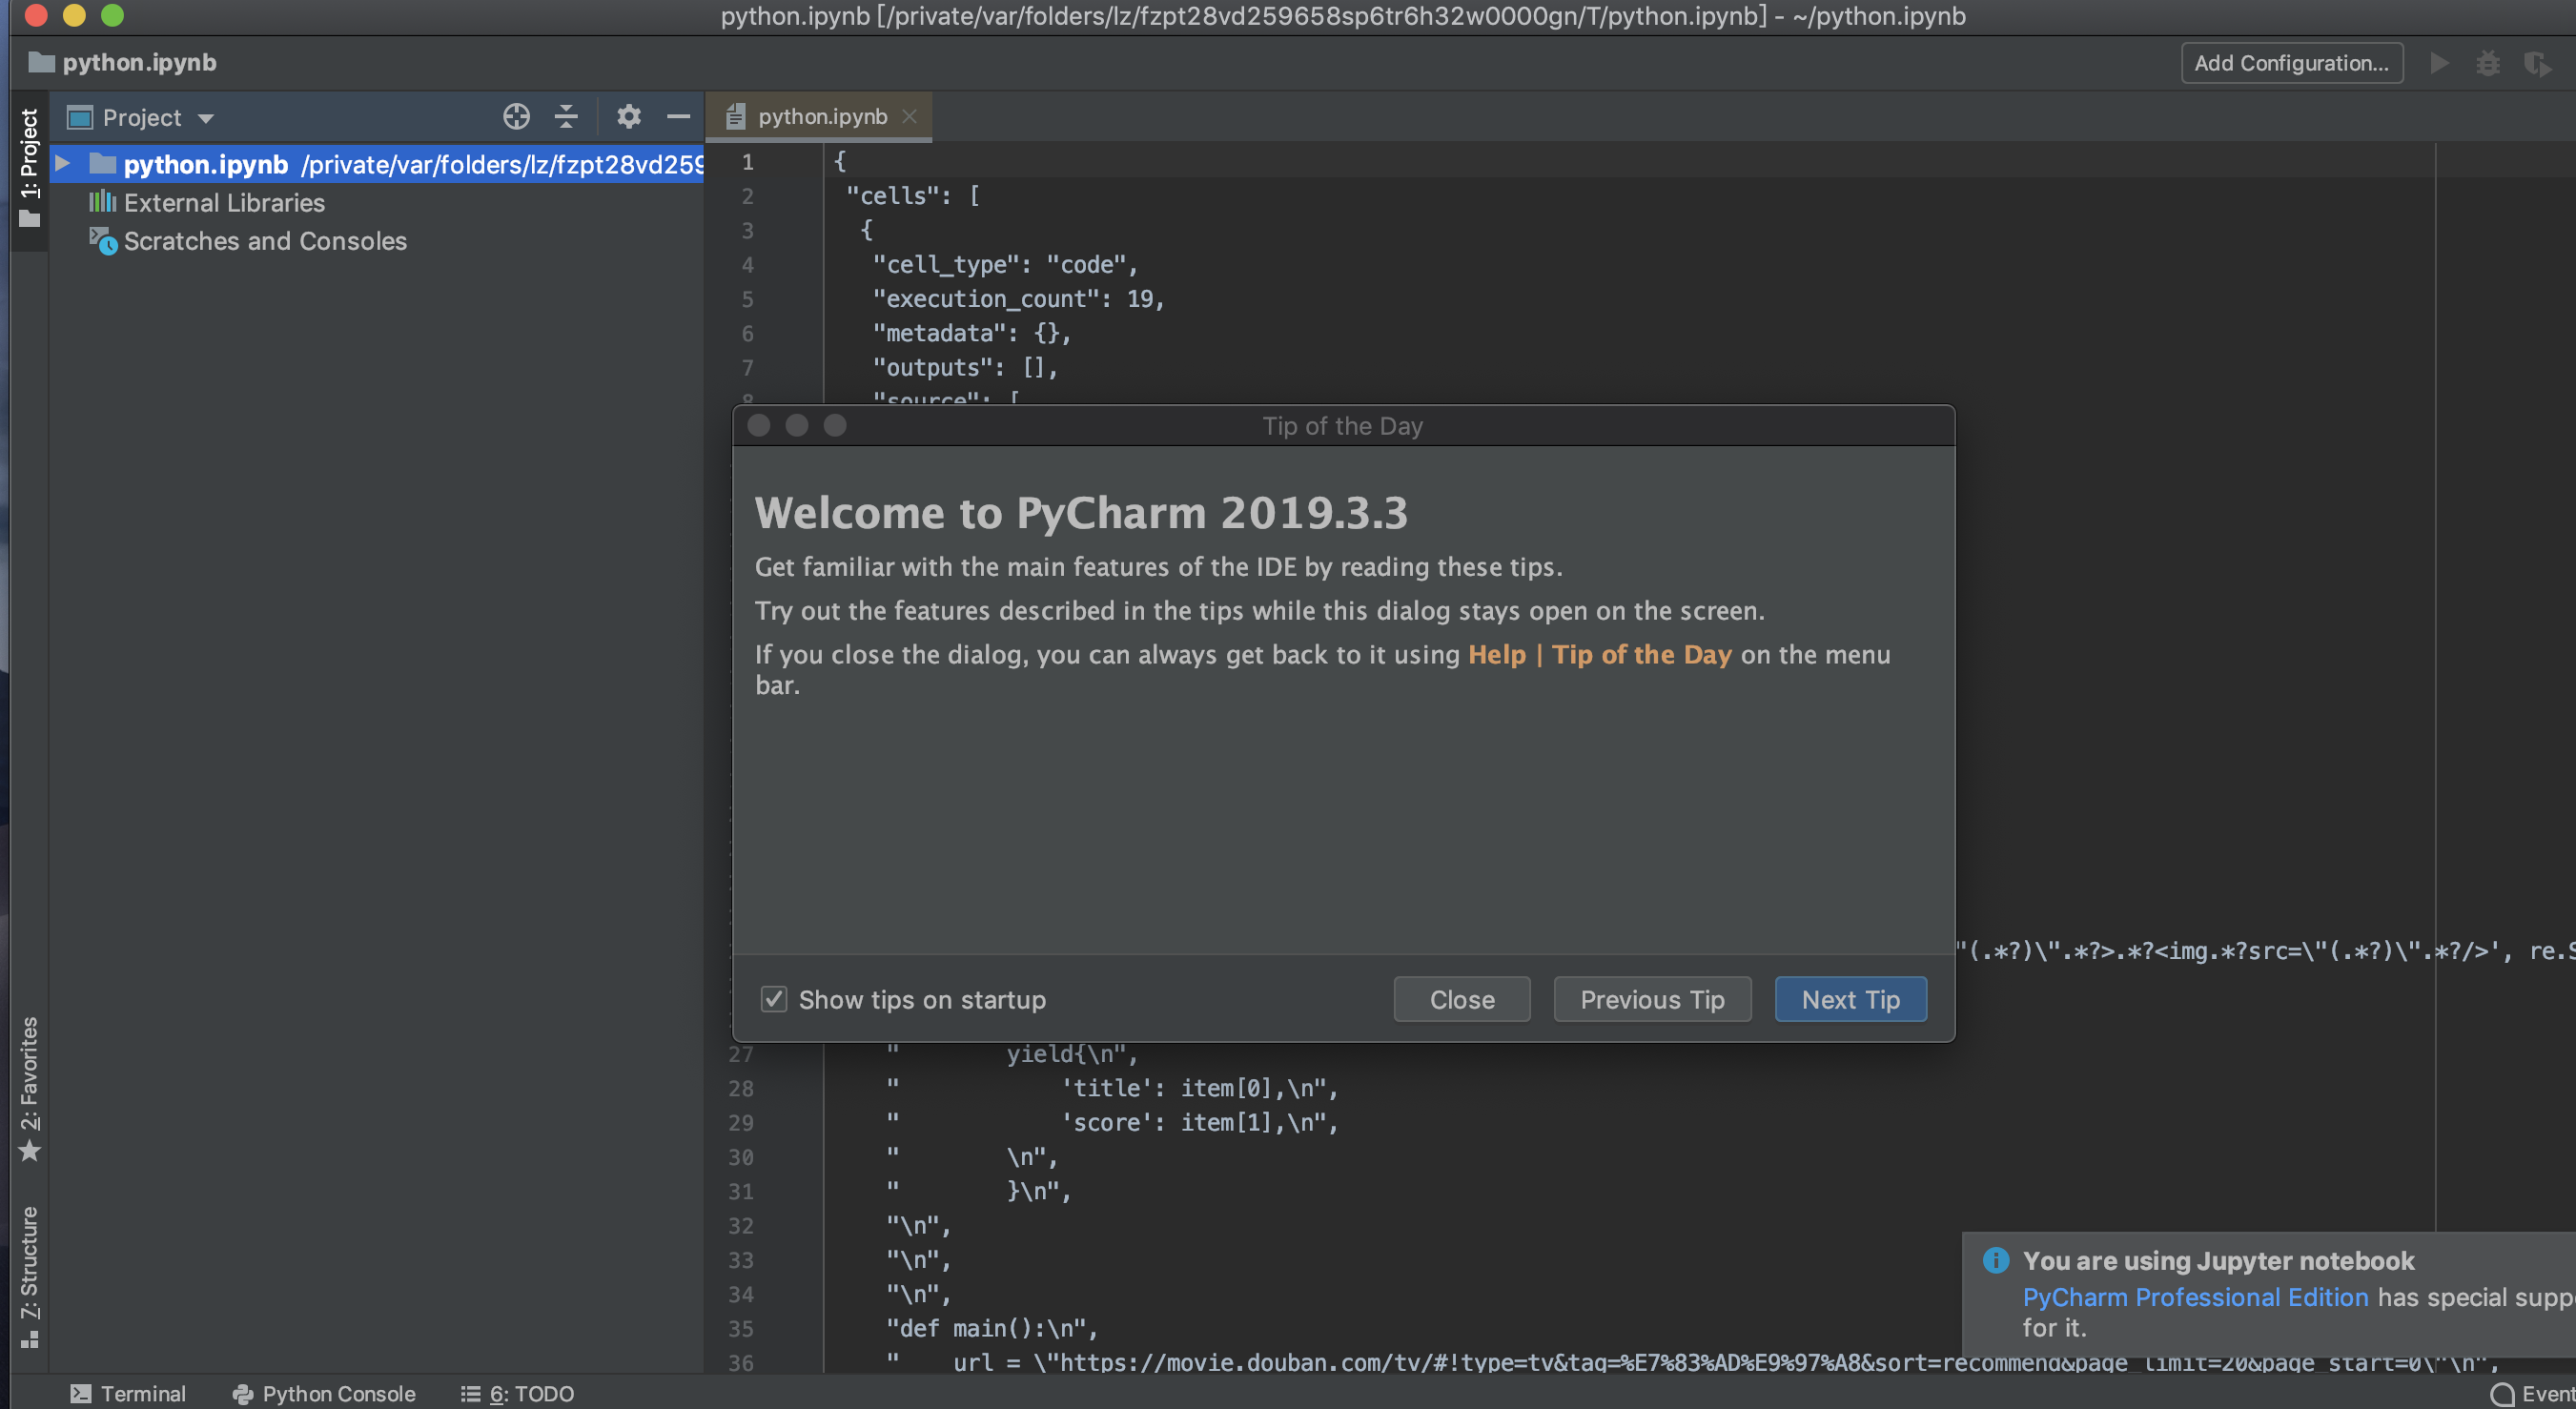 python.ipynb [/private/var/folders/lz/fzpt28vd259658sp6tr6h32w0000gn/T/python.ipynb] - ~/python.ipynb
python.ipynb
Add Configuration...
1: Project
Project
python.ipynb
python.ipynb /private/var/folders/lz/fzpt28vd259
External Libraries
Scratches and Consoles
1 {
2 "cells": [
3 {
4 "cell_type": "code",
5 "execution_count": 19,
6 "metadata": {},
7 "outputs": [],
8 "source": [
Tip of the Day
Welcome to PyCharm 2019.3.3
Get familiar with the main features of the IDE by reading these tips.
Try out the features described in the tips while this dialog stays open on the screen.
If you close the dialog, you can always get back to it using Help | Tip of the Day on the menu
bar.
"(.*?)\".*?>.*?<img.*?src=\"(.*?)\".*?/>', re.S
Show tips on startup
Close
Previous Tip
Next Tip
27 " yield{\n",
28 " 'title': item[0],\n",
29 " 'score': item[1],\n",
30 " \n",
31 " }\n",
32 "\n",
33 "\n",
34 "\n",
35 "def main():\n",
36 " url = \"https://movie.douban.com/tv/#!type=tv&tag=%E7%83%AD%E9%97%A8&sort=recommend&page_limit=20&page_start=0\"\n",
2: Favorites
7: Structure
You are using Jupyter notebook
PyCharm Professional Edition has special supp
for it.
Terminal
Python Console
6: TODO
Event